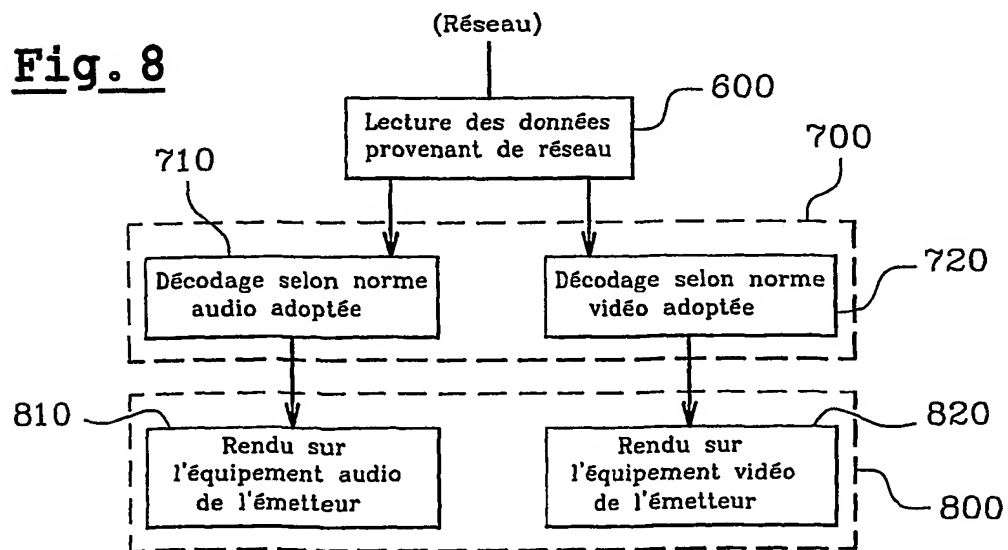 (Réseau)
Fig. 8
600
Lecture des données
provenant de réseau
700
710
Décodage selon norme
audio adoptée
Décodage selon norme
vidéo adoptée
720
810
Rendu sur
l'équipement audio
de l'émetteur
820
Rendu sur
l'équipement vidéo
de l'émetteur
800